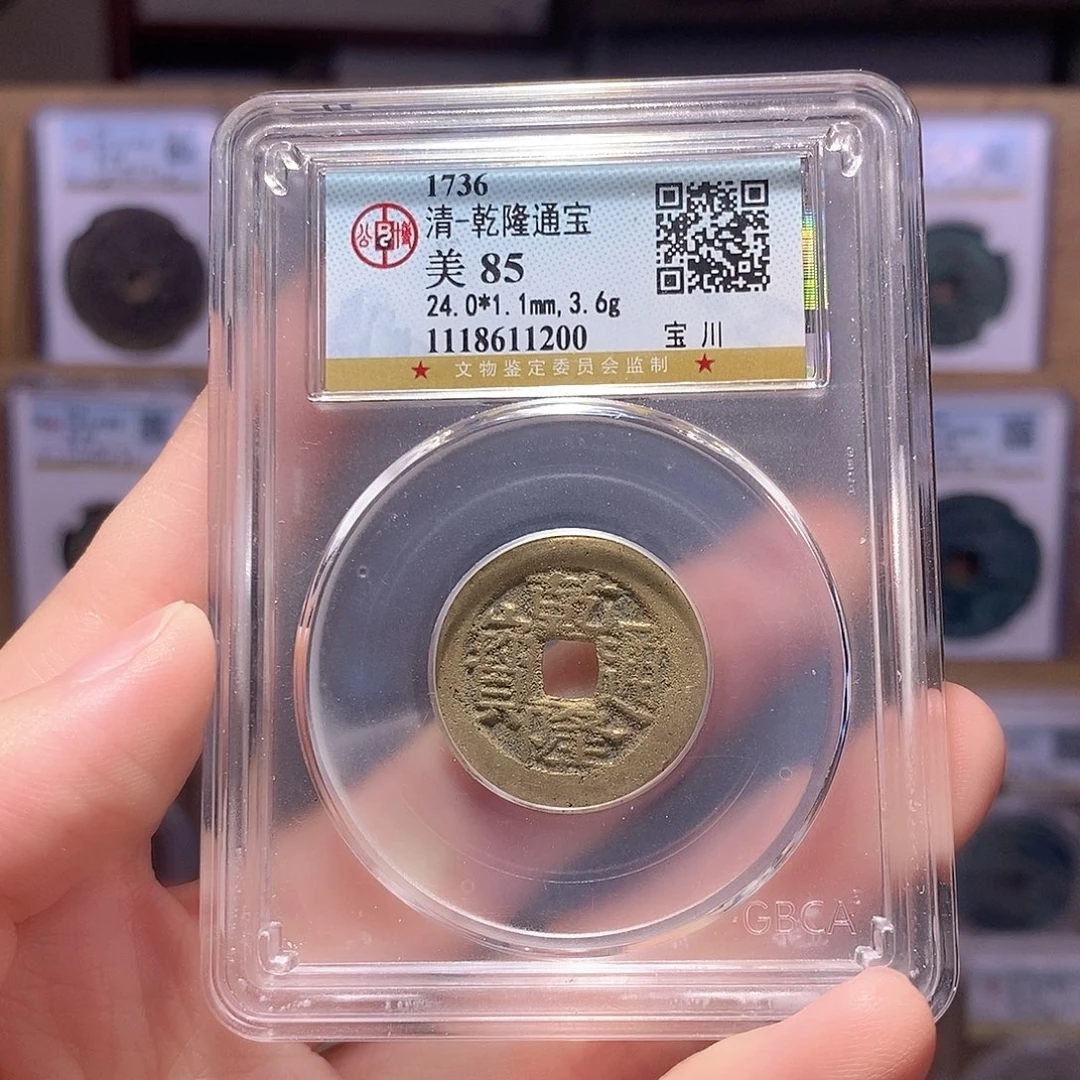 1736
清-乾隆通宝
美 85
24.0*1.1mm, 3.6g
1118611200
宝 川
★ 文物鉴定委员会监制 ★
乾隆通寶
GBCA